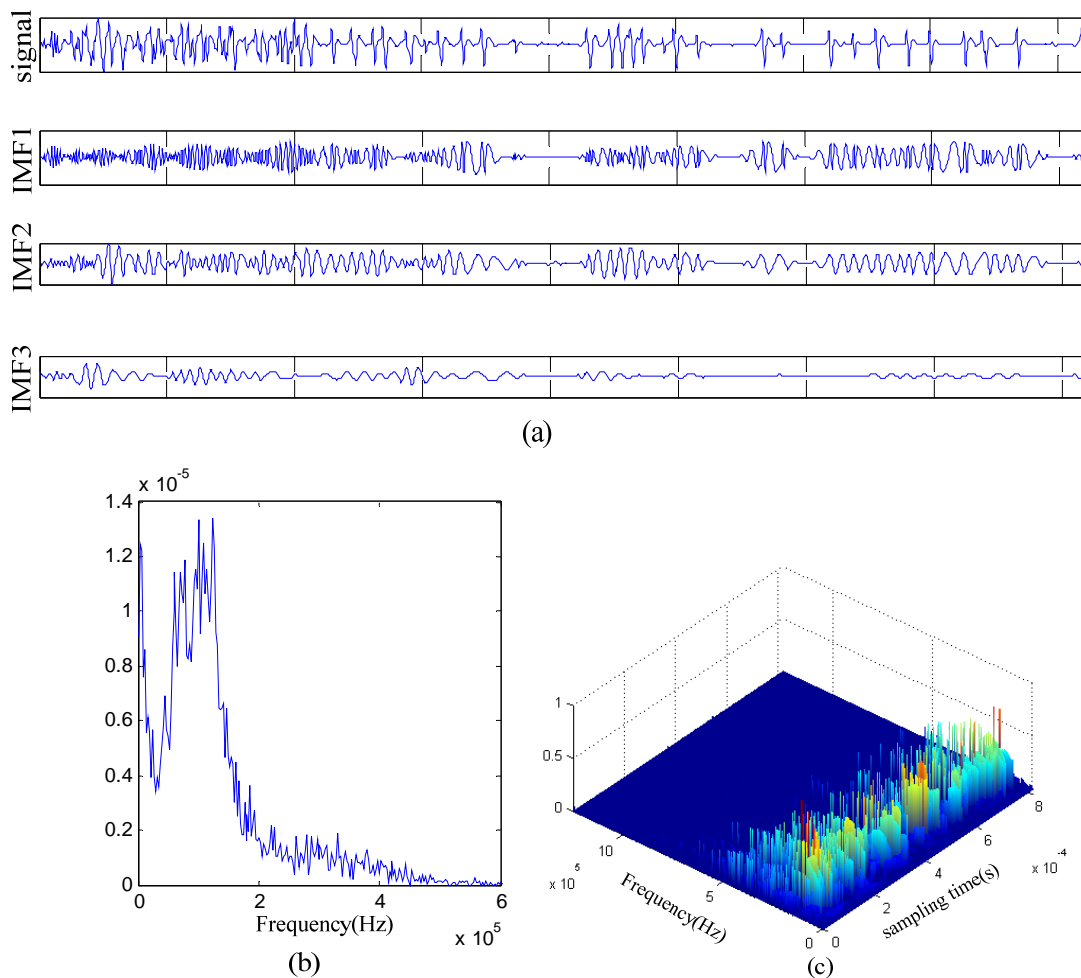 signal
IMF1
IMF2
IMF3
(a)
x 10^-5
1.4
1.2
1
0.8
0.6
0.4
0.2
0
0 2 4 6
Frequency(Hz)
x 10^5
(b)
1
0.5
0
10
5
0
x 10^5
Frequency(Hz)
0
2
4
6
8
x 10^-4
sampling time(s)
(c)